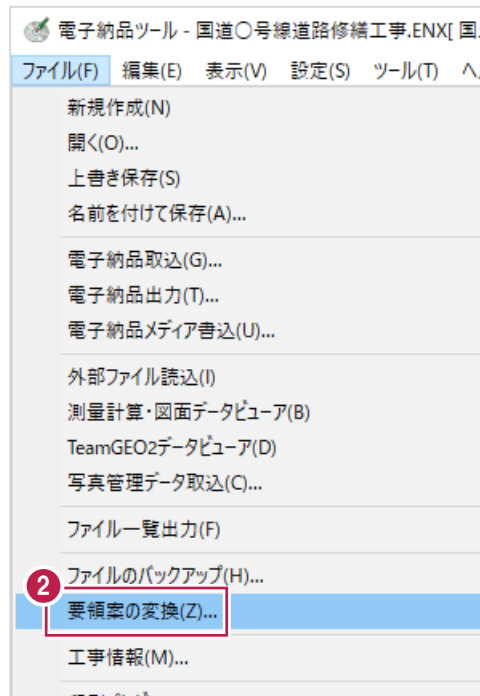 電子納品ツール - 国道〇号線道路修繕工事.ENX[ 国
ファイル(F) 編集(E) 表示(V) 設定(S) ツール(T) ヘ
新規作成(N)
開く(O)...
上書き保存(S)
名前を付けて保存(A)...
電子納品取込(G)...
電子納品出力(T)...
電子納品メディア書込(U)...
外部ファイル読込(I)
測量計算・図面データビューア(B)
TeamGEO2データビューア(D)
写真管理データ取込(C)...
ファイル一覧出力(F)
ファイルのバックアップ(H)...
2
要領案の変換(Z)...
工事情報(M)...